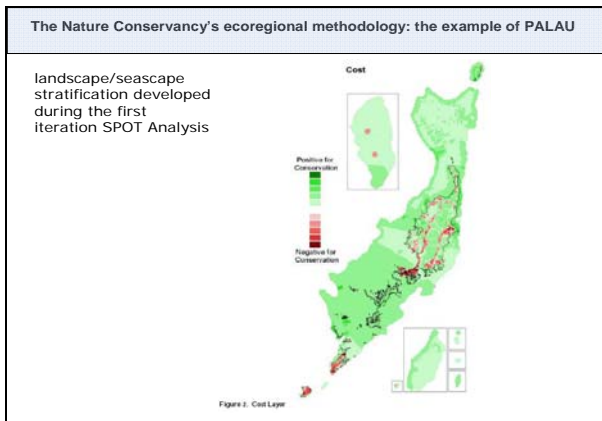 The Nature Conservancy's ecoregional methodology: the example of PALAU
landscape/seascape
stratification developed
during the first
iteration SPOT Analysis
Cost
Positive for
Conservation
Negative for
Conservation
Figure 2. Cost Layer